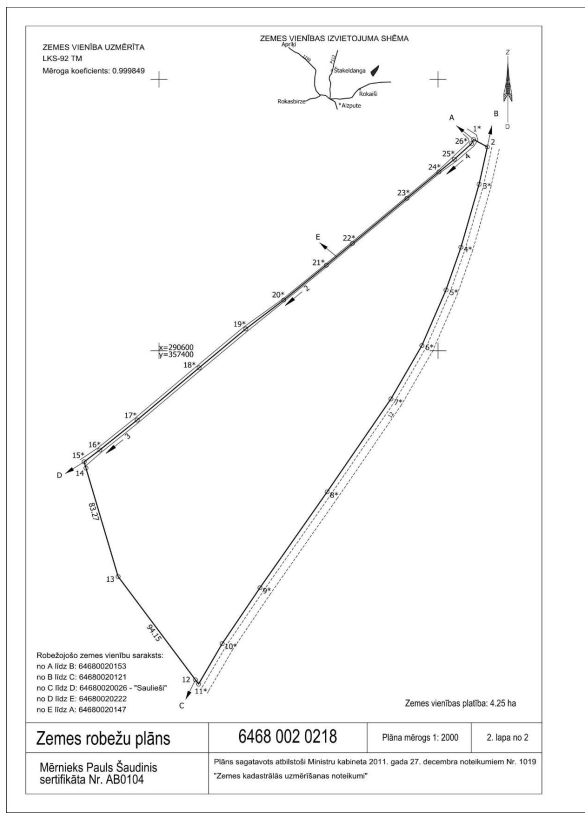 ZEMES VIENĪBA UZMĒRĪTA
LKS-92 TM
Mēroga koeficients: 0.999849
ZEMES VIENĪBAS IZVIETOJUMA SHĒMA
Apriķi
Stakeldanga
Rokaiši
Rokasbirze
Aizpute
Z
D
A
B
1*
2
26*
25*
4
24*
3*
23*
4*
E
22*
21*
5*
2
20*
19*
x=290600
y=357400
6*
18*
7*
17*
3
16*
15*
14
D
83.27
8*
13
9*
94.15
10*
12
11*
C
Robežojošo zemes vienību saraksts:
no A līdz B: 64680020153
no B līdz C: 64680020121
no C līdz D: 64680020026 - "Saulieši"
no D līdz E: 64680020222
no E līdz A: 64680020147
Zemes vienības platība: 4.25 ha
Zemes robežu plāns
6468 002 0218
Plāna mērogs 1: 2000
2. lapa no 2
Mērnieks Pauls Šaudinis
sertifikāta Nr. AB0104
Plāns sagatavots atbilstoši Ministru kabineta 2011. gada 27. decembra noteikumiem Nr. 1019
"Zemes kadastrālās uzmērīšanas noteikumi"